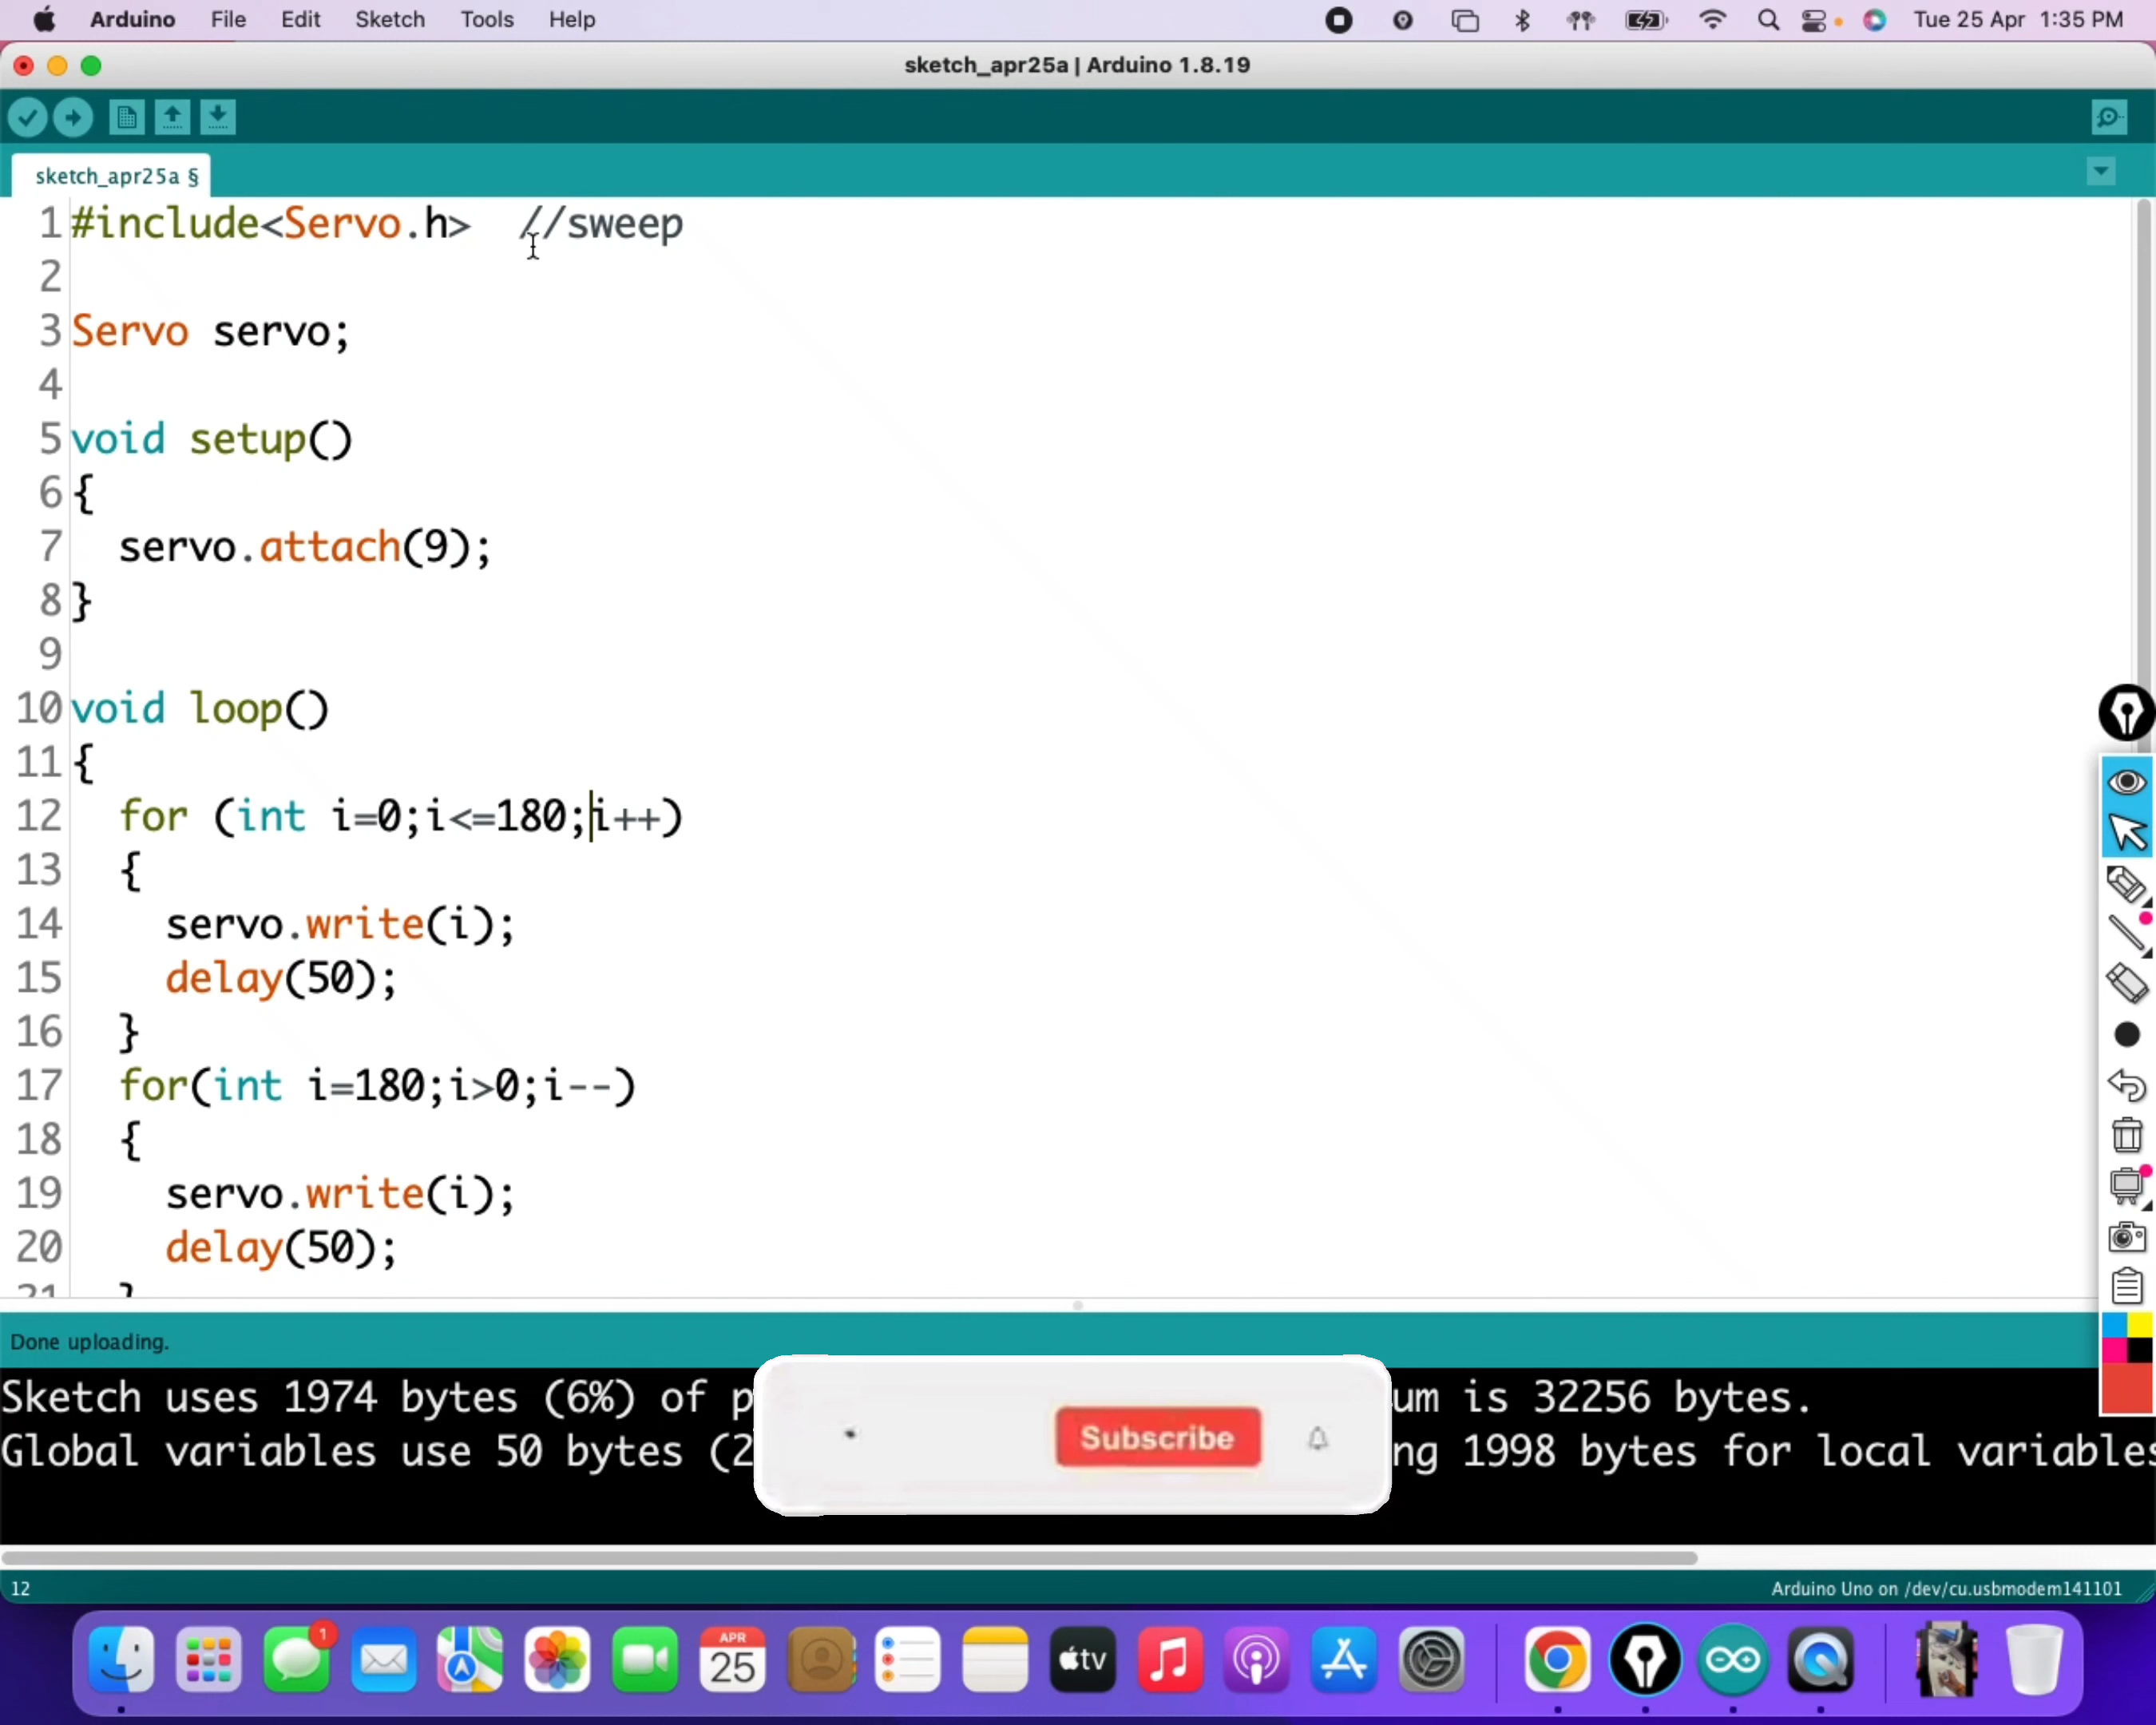 Arduino File Edit Sketch Tools Help Tue 25 Apr 1:35 PM
sketch_apr25a | Arduino 1.8.19
sketch_apr25a §
1 #include<Servo.h> //sweep
2
3 Servo servo;
4
5 void setup()
6 {
7 servo.attach(9);
8 }
9
10 void loop()
11 {
12 for (int i=0;i<=180;i++)
13 {
14 servo.write(i);
15 delay(50);
16 }
17 for(int i=180;i>0;i--)
18 {
19 servo.write(i);
20 delay(50);
21 }
Done uploading.
Sketch uses 1974 bytes (6%) of p um is 32256 bytes.
Global variables use 50 bytes (2 ng 1998 bytes for local variables
Subscribe
12 Arduino Uno on /dev/cu.usbmodem141101
1
APR
25
tv